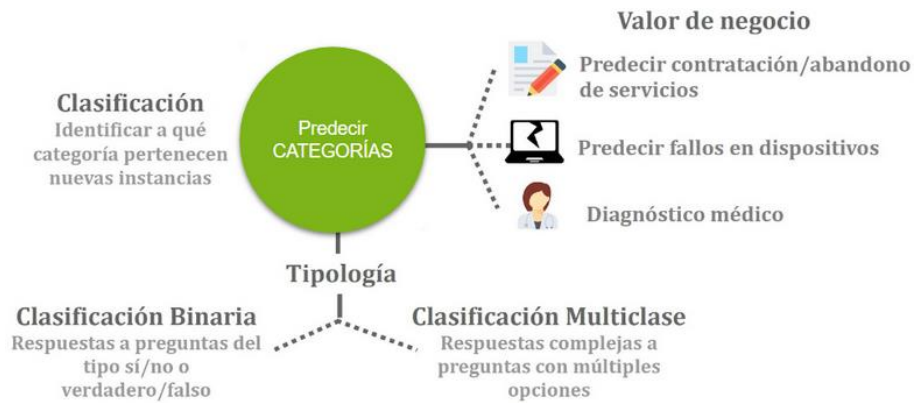 Clasificación
Identificar a qué
categoría pertenecen
nuevas instancias
Predecir
CATEGORÍAS
Valor de negocio
Predecir contratación/abandono
de servicios
Predecir fallos en dispositivos
Diagnóstico médico
Tipología
Clasificación Binaria
Respuestas a preguntas del
tipo sí/no o
verdadero/falso
Clasificación Multiclase
Respuestas complejas a
preguntas con múltiples
opciones